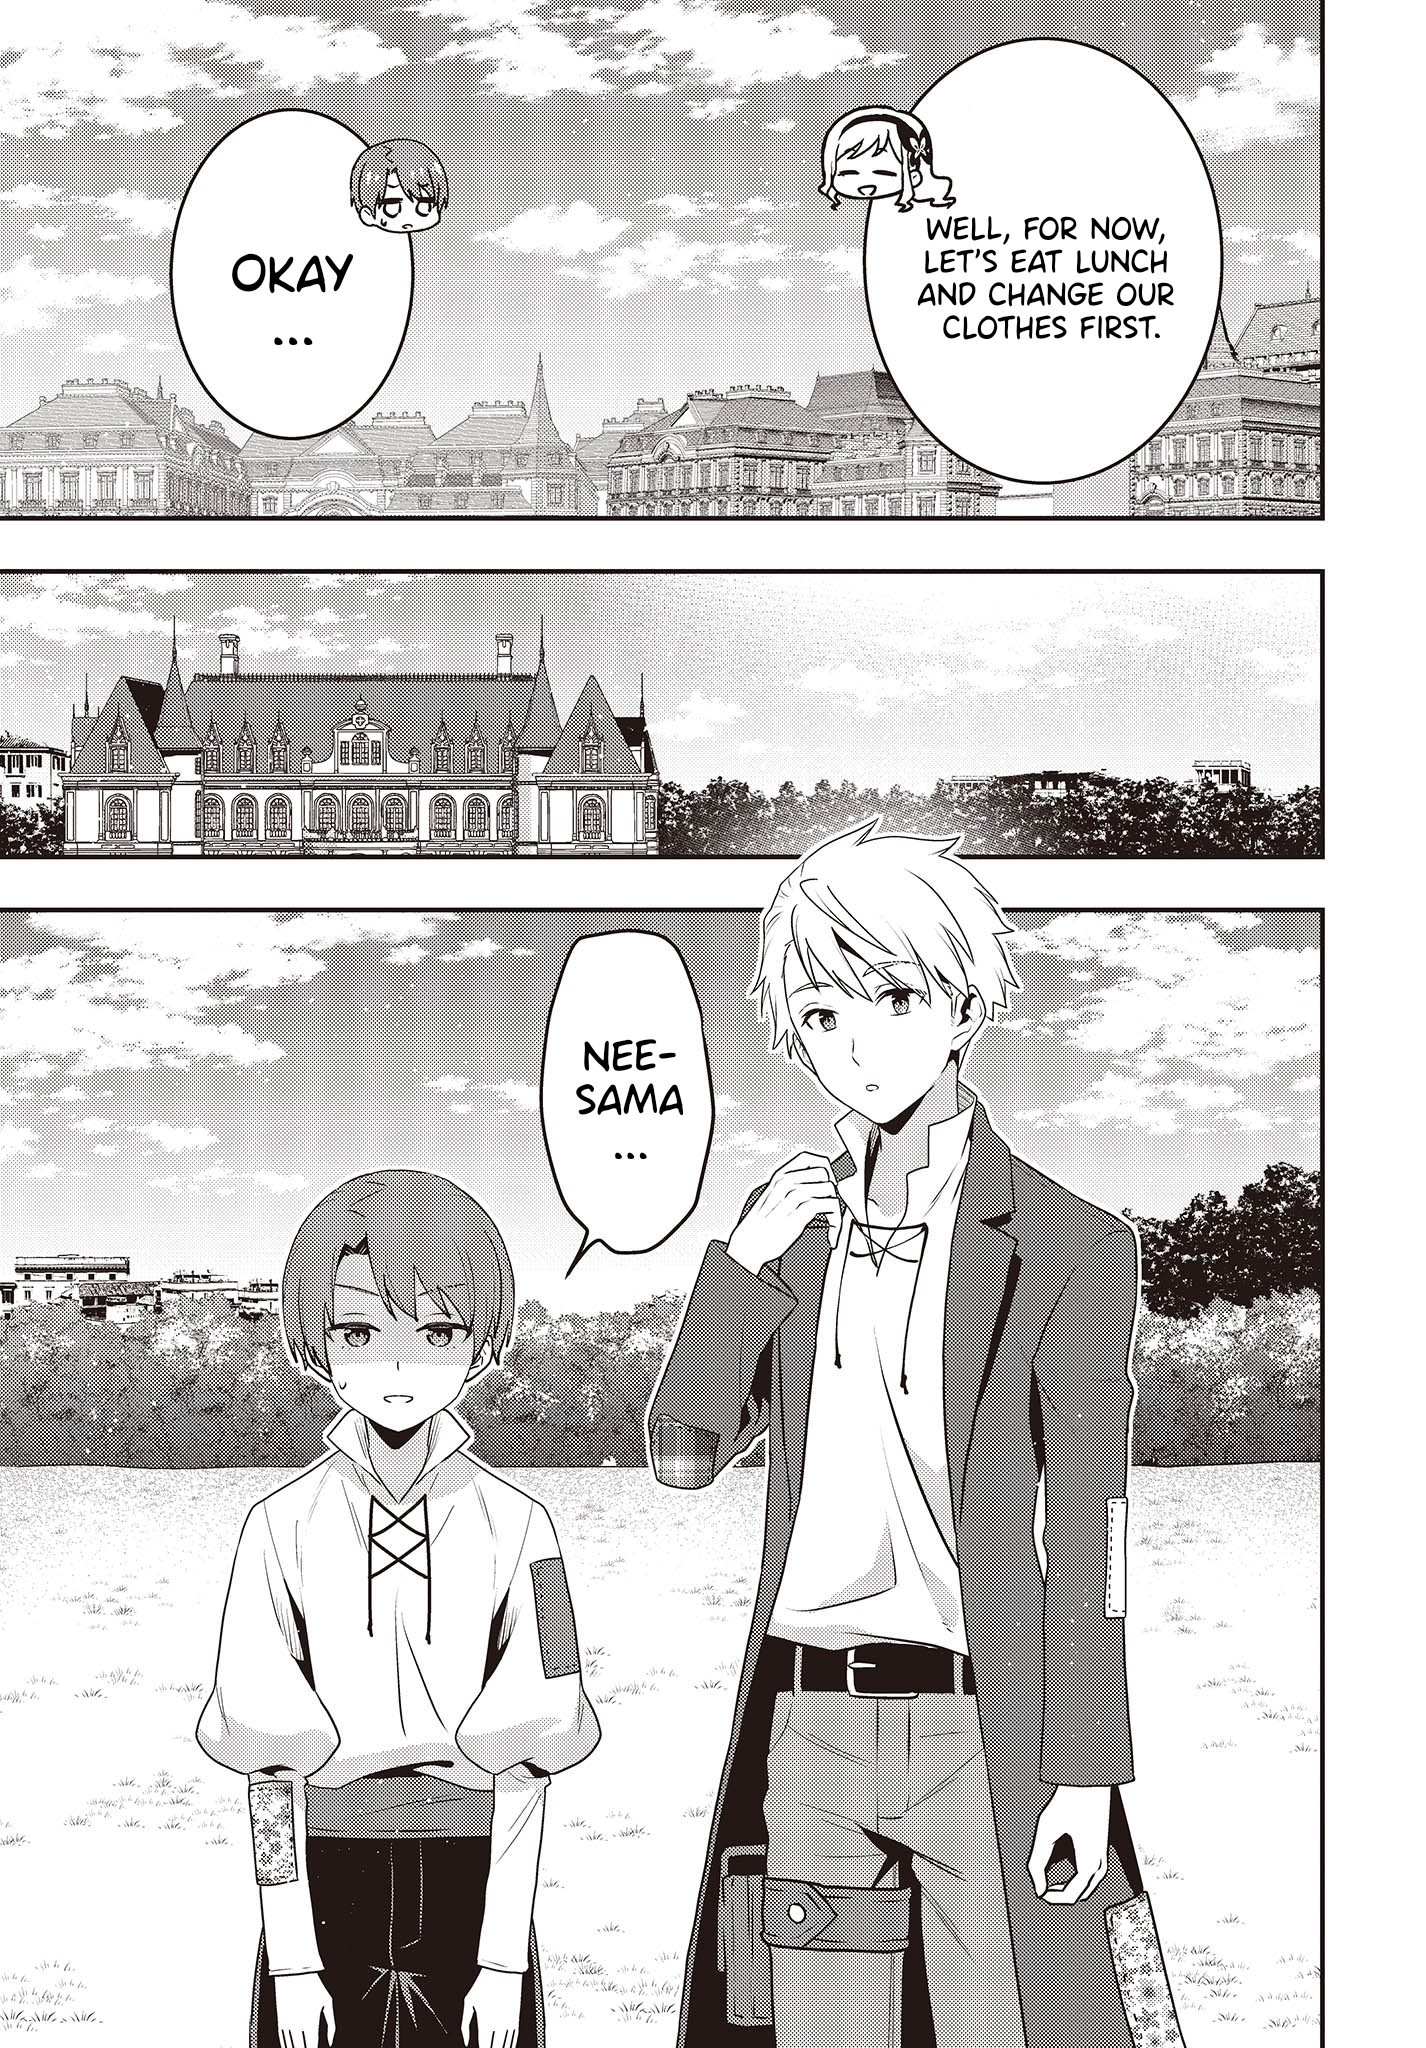 WELL, FOR NOW,
LET'S EAT LUNCH
AND CHANGE OUR
CLOTHES FIRST.
OKAY
...
NEE-
SAMA
...